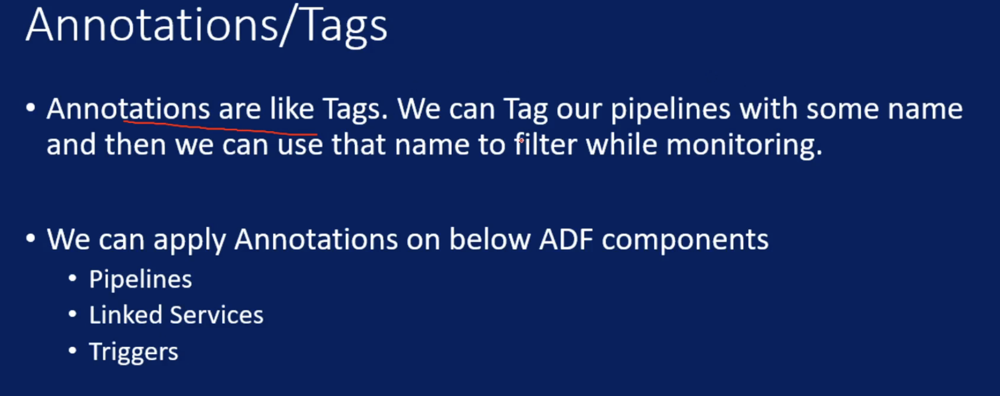 Annotations/Tags
• Annotations are like Tags. We can Tag our pipelines with some name
and then we can use that name to filter while monitoring.
• We can apply Annotations on below ADF components
• Pipelines
• Linked Services
• Triggers